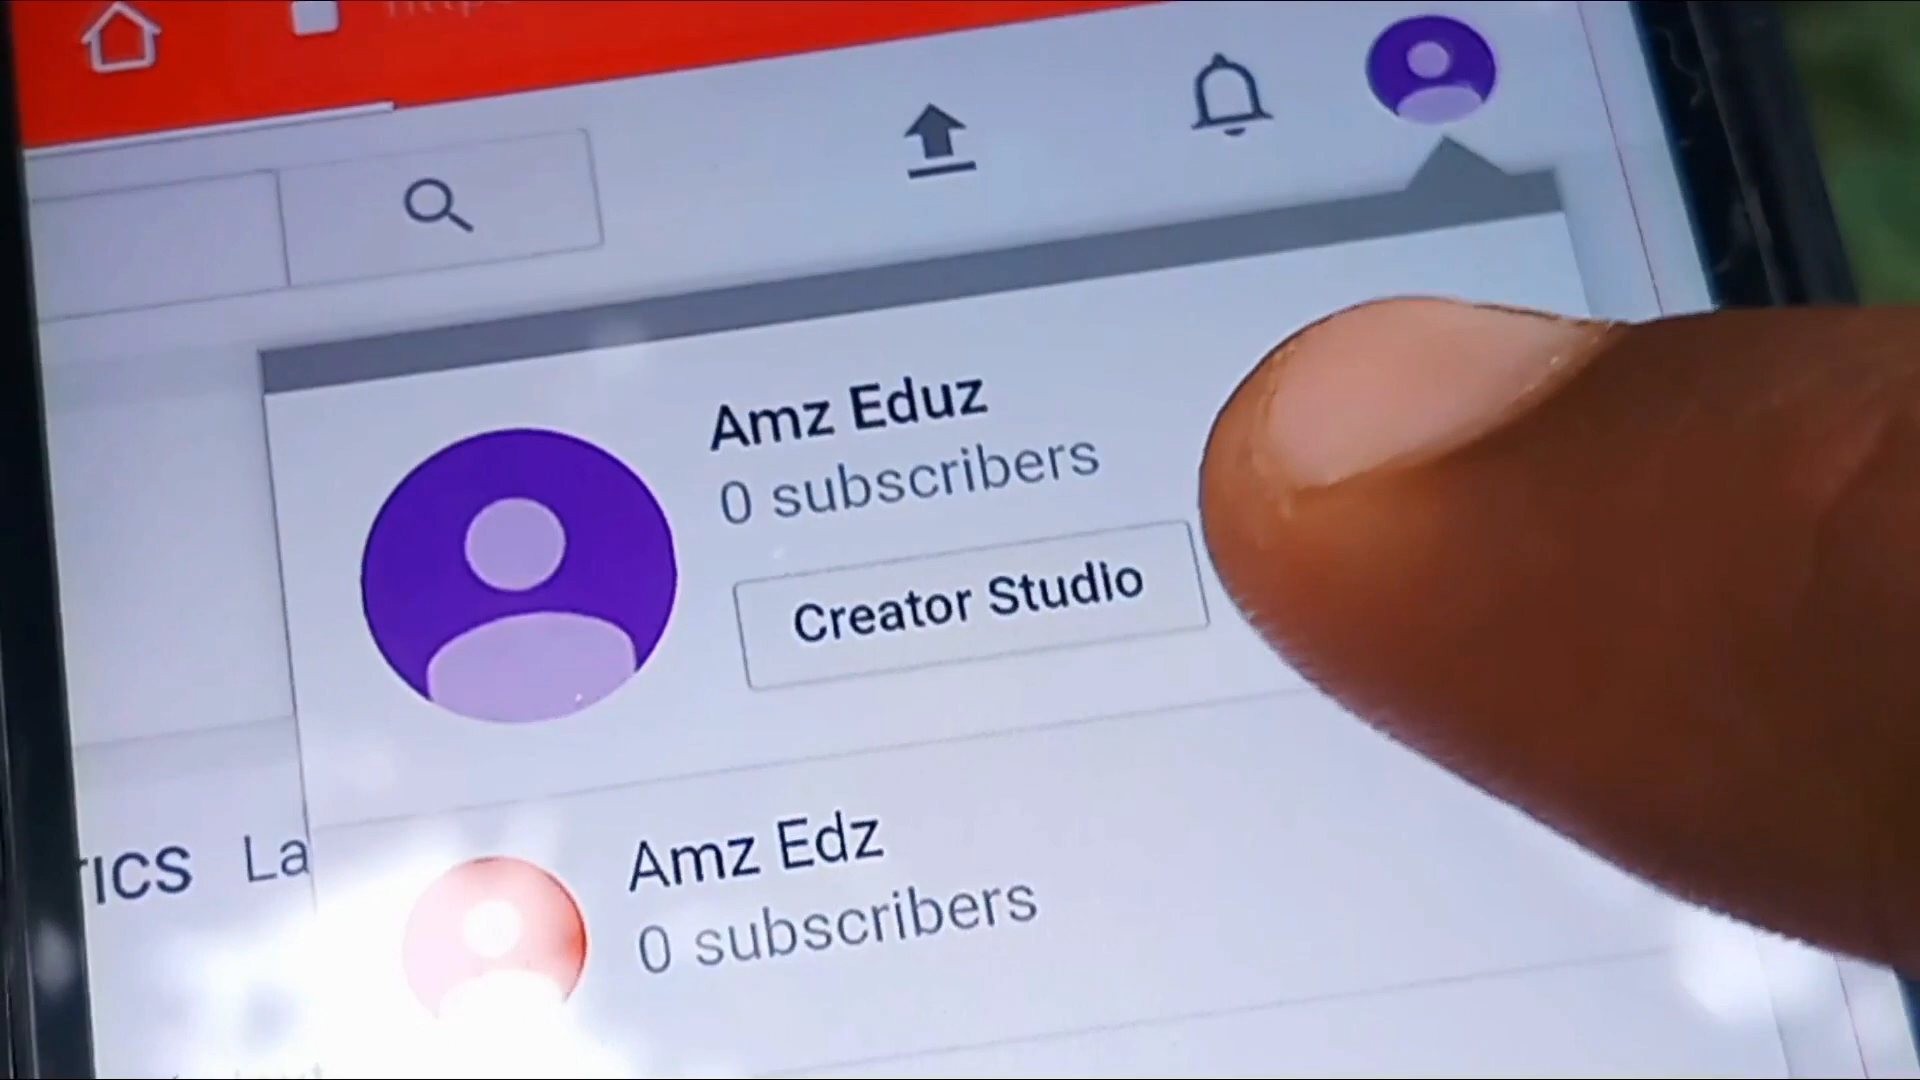 Amz Eduz
0 subscribers
Creator Studio
ICS La
Amz Edz
0 subscribers